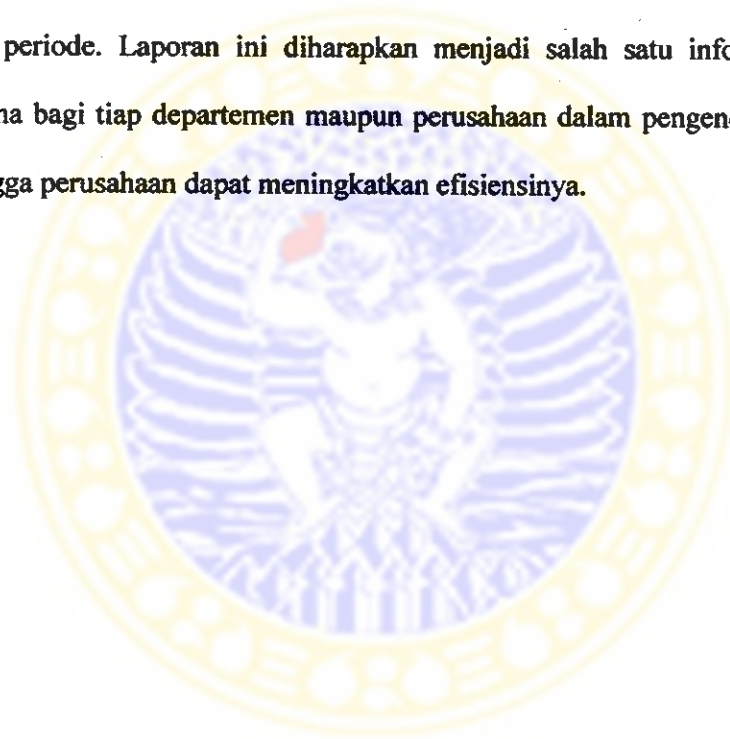 periode. Laporan ini diharapkan menjadi salah satu info
na bagi tiap departemen maupun perusahaan dalam pengen
gga perusahaan dapat meningkatkan efisiensinya.